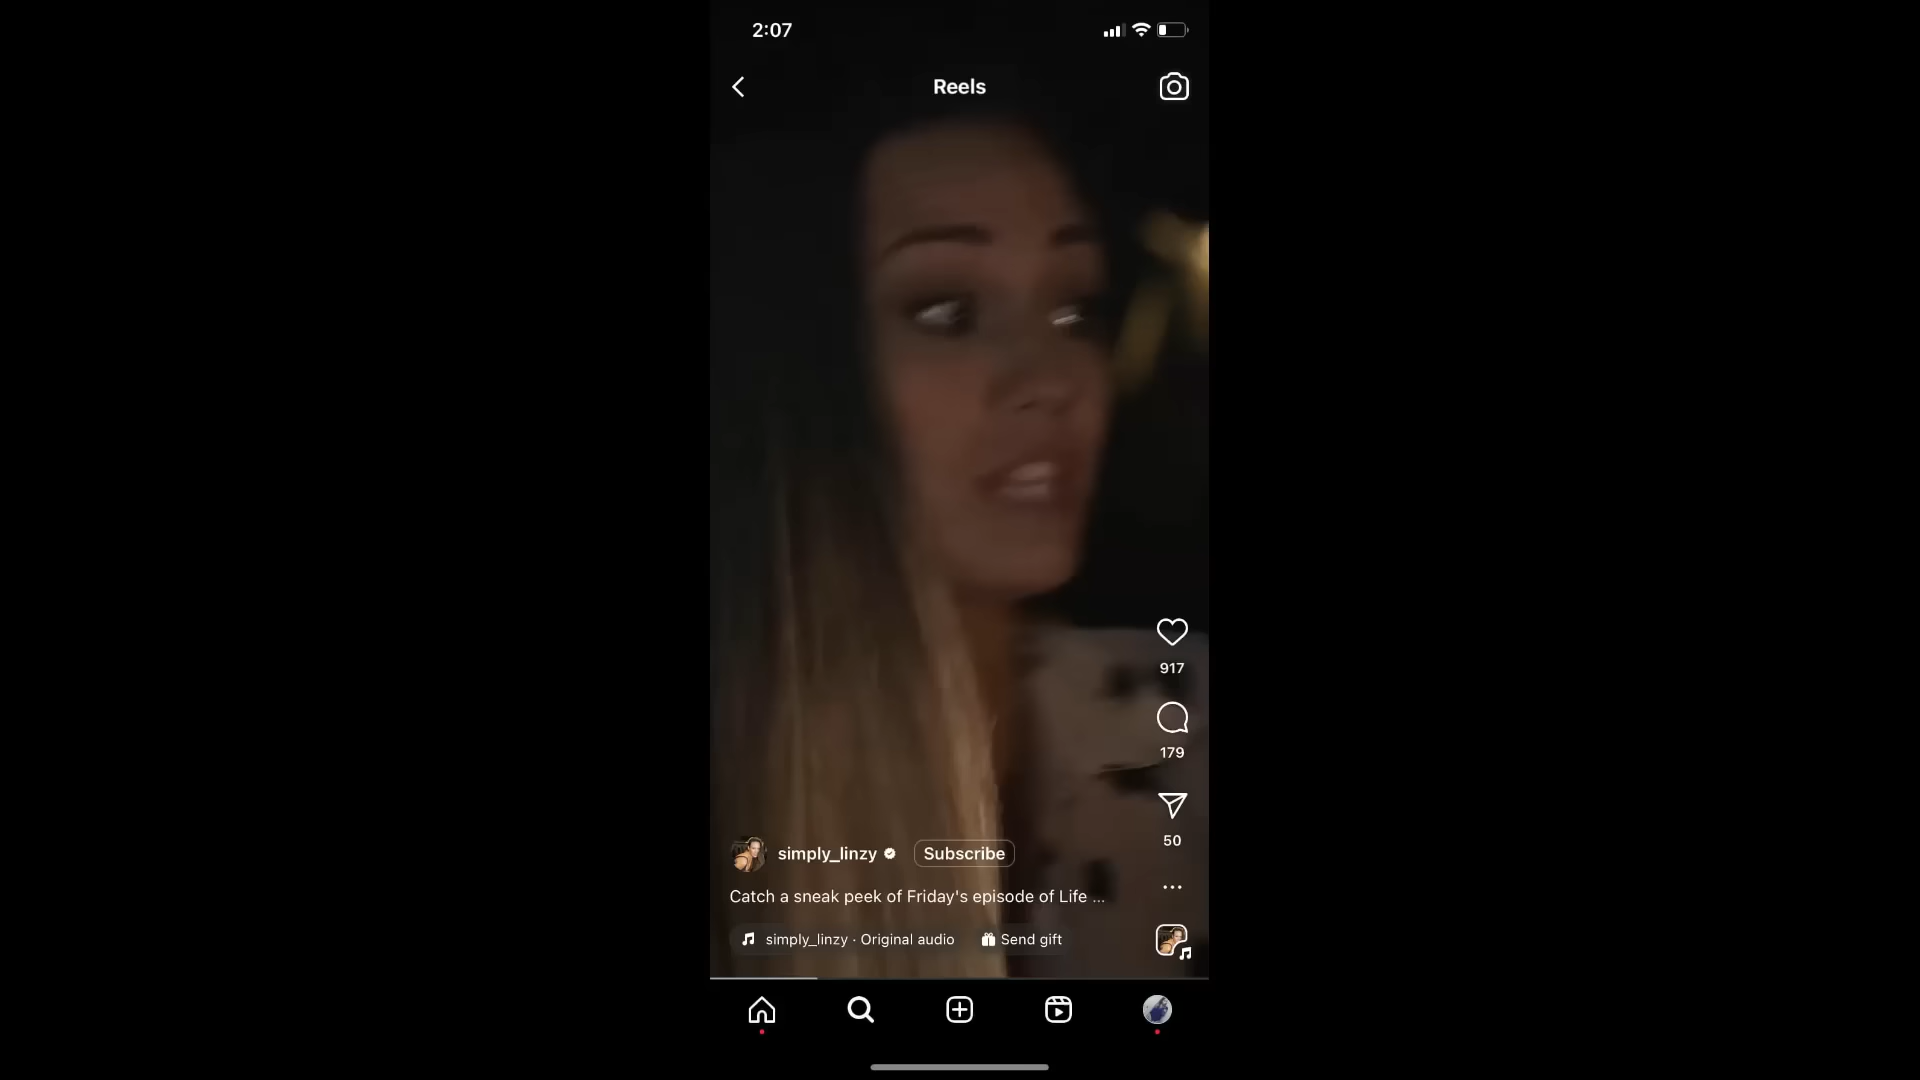 2:07
Reels
917
179
50
simply_linzy Subscribe
Catch a sneak peek of Friday's episode of Life ...
simply_linzy · Original audio Send gift